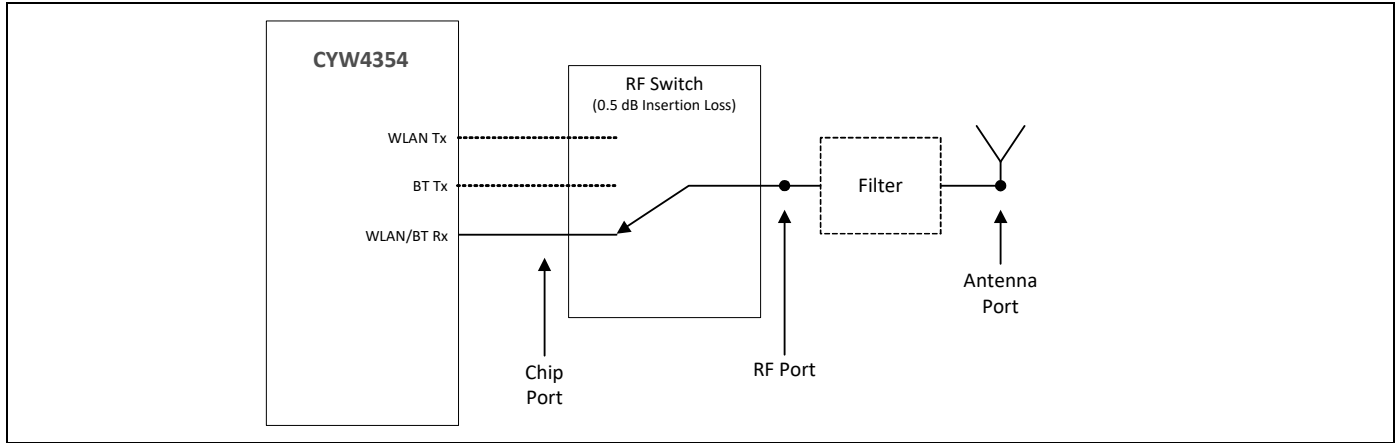 CYW4354
RF Switch
(0.5 dB Insertion Loss)
WLAN Tx
BT Tx
WLAN/BT Rx
Filter
Antenna
Port
RF Port
Chip
Port